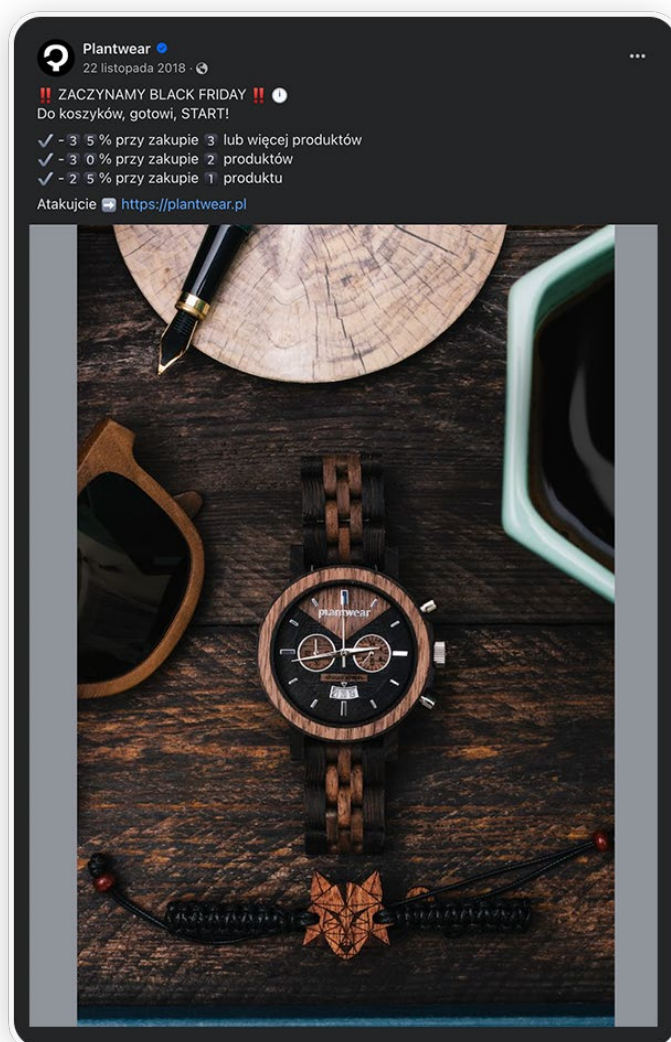 Plantwear
22 listopada 2018
‼️ ZACZYNAMY BLACK FRIDAY ‼️ 🕛
Do koszyków, gotowi, START!
✔️ -35% przy zakupie 3 lub więcej produktów
✔️ -30% przy zakupie 2 produktów
✔️ -25% przy zakupie 1 produktu
Atakujcie ➡️ https://plantwear.pl
plantwear